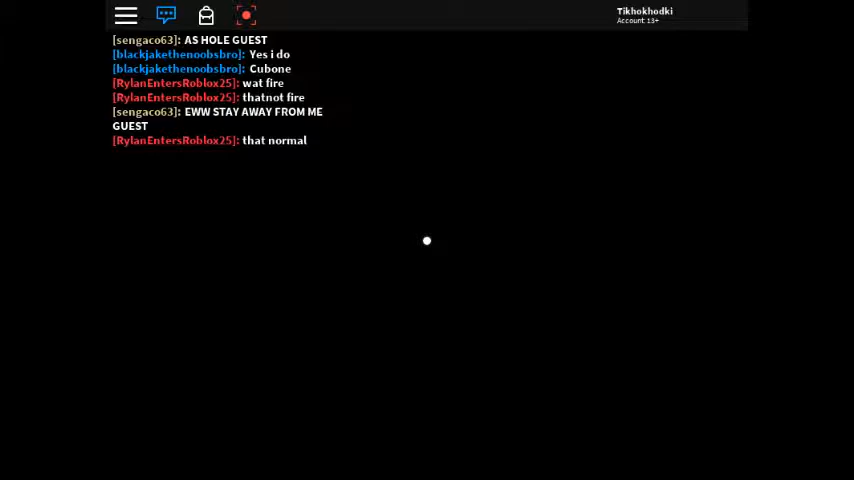 Tikhokhodki
Account: 13+
[sengaco63]: AS HOLE GUEST
[blackjakethenoobsbro]: Yes i do
[blackjakethenoobsbro]: Cubone
[RylanEntersRoblox25]: wat fire
[RylanEntersRoblox25]: thatnot fire
[sengaco63]: EWW STAY AWAY FROM ME
GUEST
[RylanEntersRoblox25]: that normal